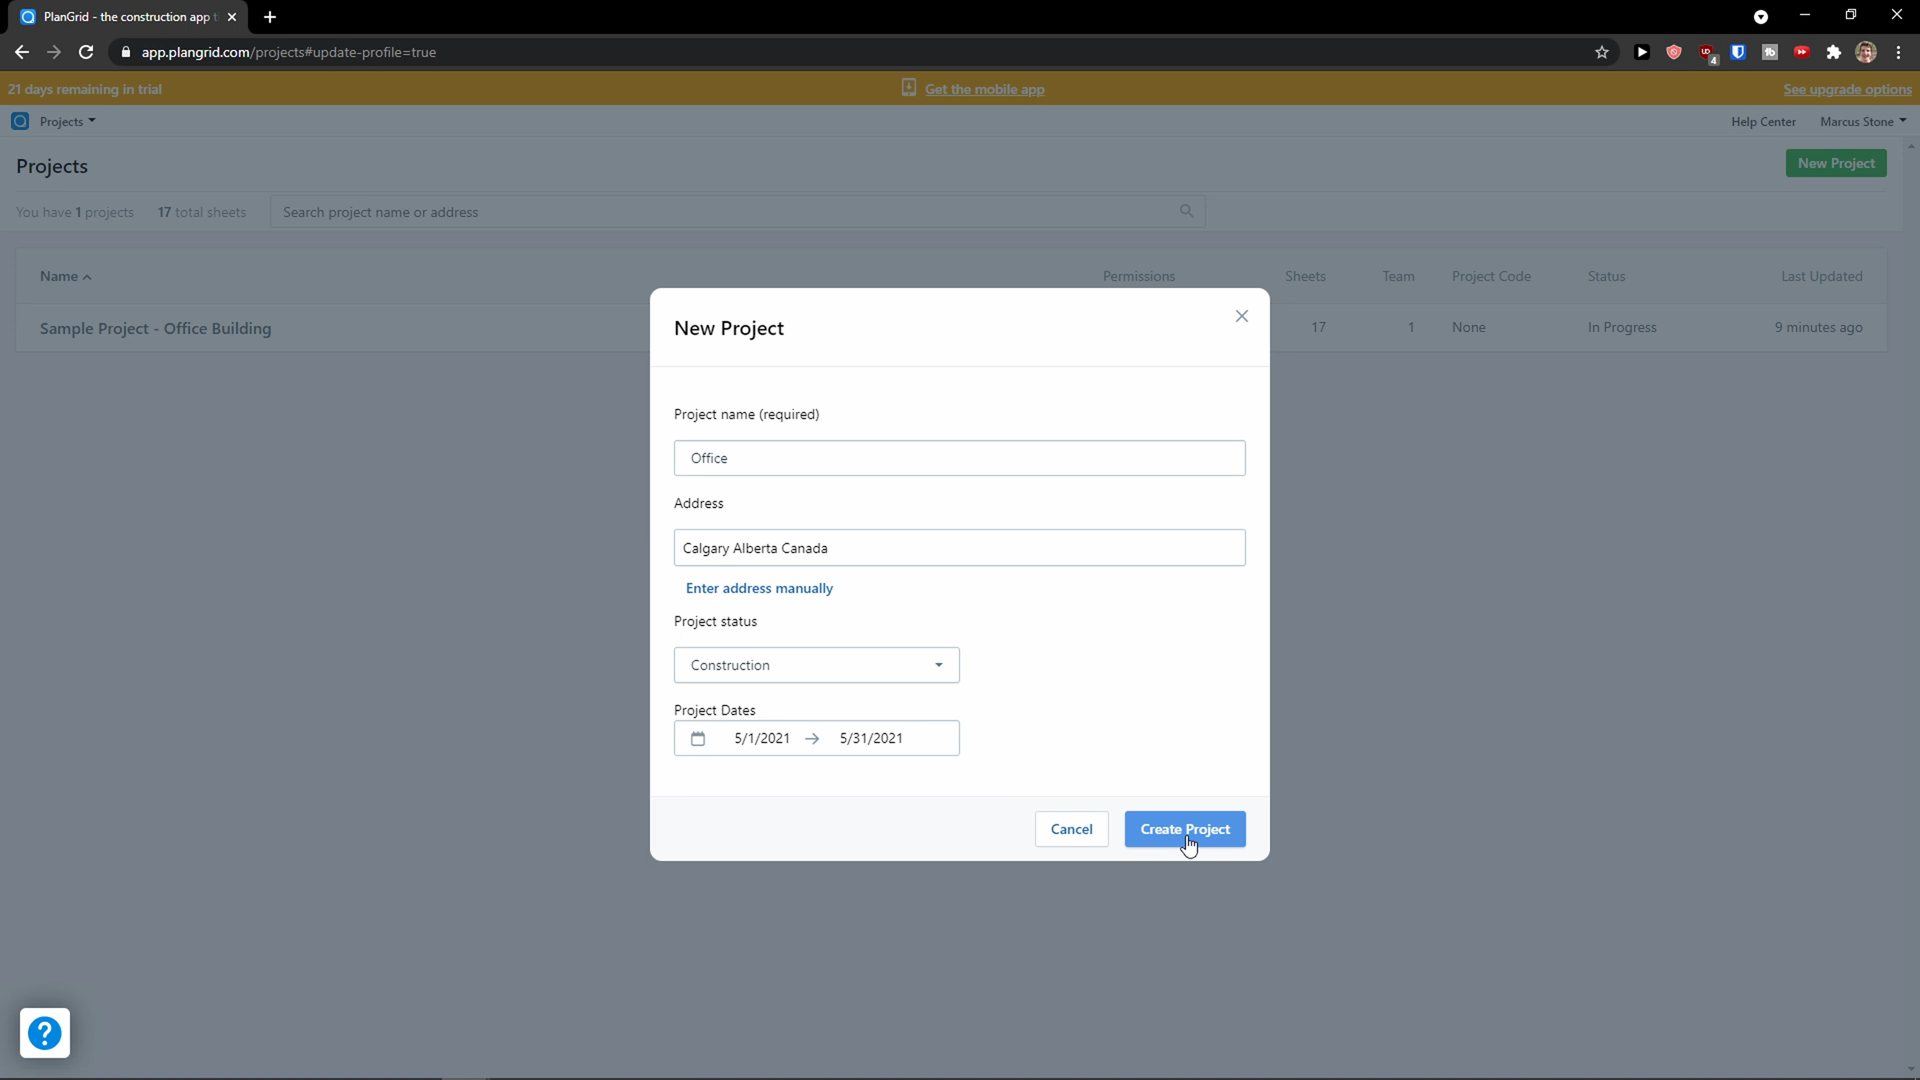 PlanGrid - the construction app t
app.plangrid.com/projects#update-profile=true
4
21 days remaining in trial
Get the mobile app
See upgrade options
Projects
Help Center
Marcus Stone
Projects
New Project
You have 1 projects
17 total sheets
Search project name or address
Name
Permissions
Sheets
Team
Project Code
Status
Last Updated
Sample Project - Office Building
17
1
None
In Progress
9 minutes ago
New Project
Project name (required)
Office
Address
Calgary Alberta Canada
Enter address manually
Project status
Construction
Project Dates
5/1/2021 → 5/31/2021
Cancel
Create Project
?